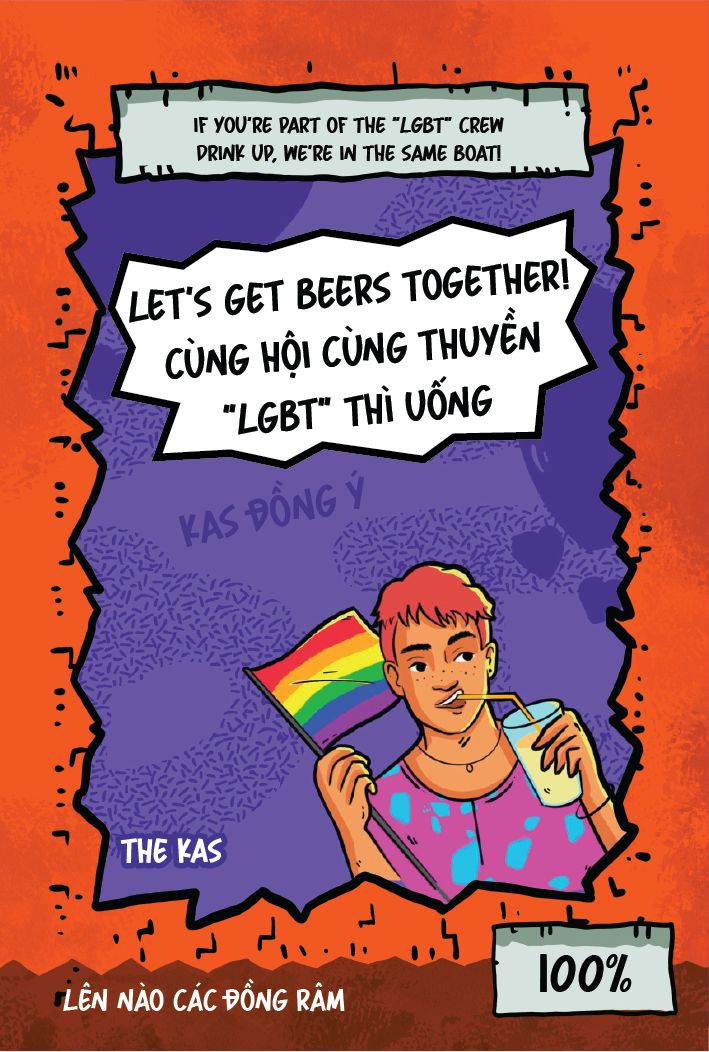 IF YOU'RE PART OF THE "LGBT" CREW
DRINK UP, WE'RE IN THE SAME BOAT!
LET'S GET BEERS TOGETHER!
CÙNG HỘI CÙNG THUYỀN
"LGBT" THÌ UỐNG
KAS ĐỒNG Ý
THE KAS
100%
LÊN NÀO CÁC ĐỒNG RÂM